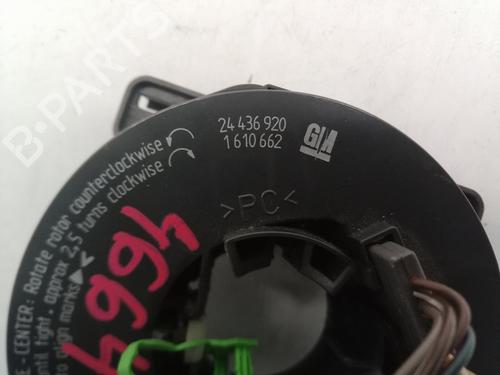 24 436 920
1 610 662
GM
>PC<
E-CENTER: Rotate rotor counterclockwise
until tight, approx 2.5 turns clockwise
to align marks
4664
B-PARTS